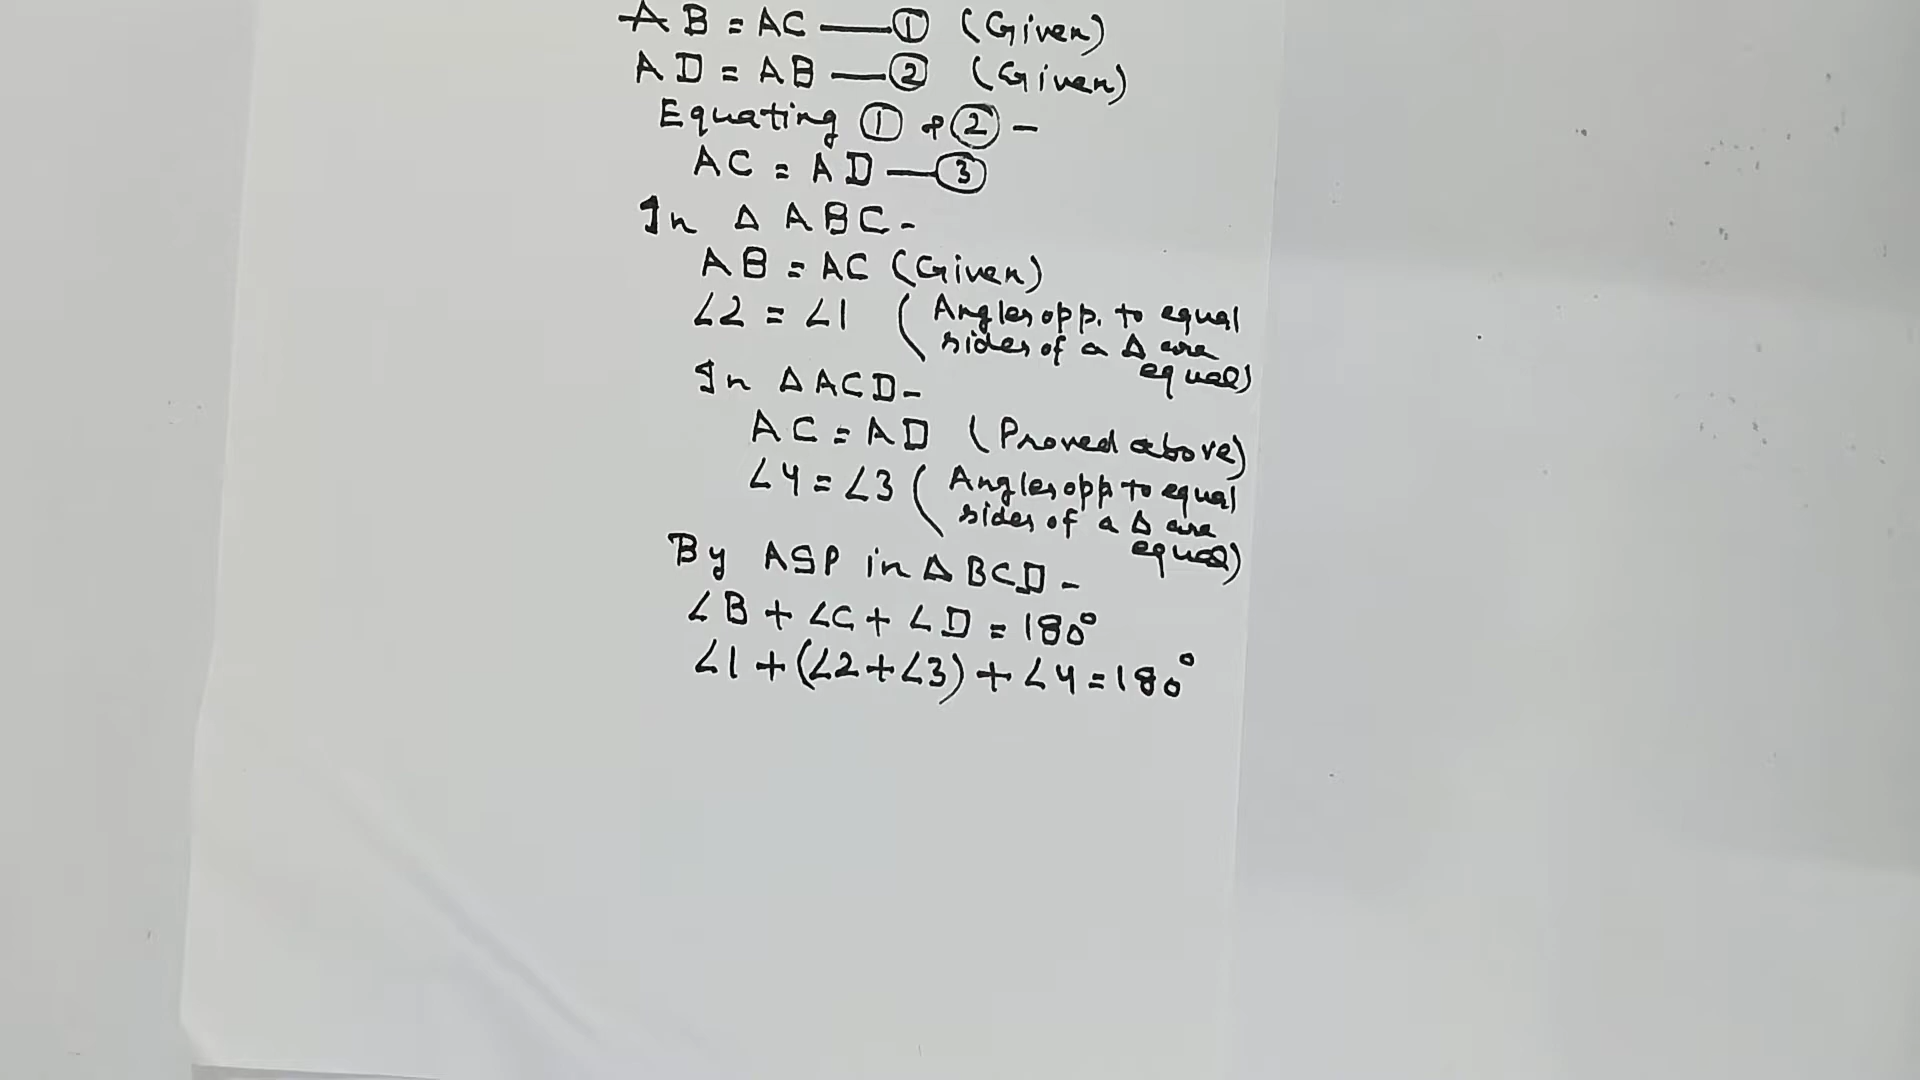 AB = AC —— ① (Given)
AD = AB —— ② (Given)
Equating ① & ② -
AC = AD —— ③
In Δ ABC -
AB = AC (Given)
∠2 = ∠1 (Angles opp. to equal
sides of a Δ are
equal)
In Δ ACD -
AC = AD (Proved above)
∠4 = ∠3 (Angles opp to equal
sides of a Δ are
equal)
By ASP in Δ BCD -
∠B + ∠C + ∠D = 180°
∠1 + (∠2 + ∠3) + ∠4 = 180°